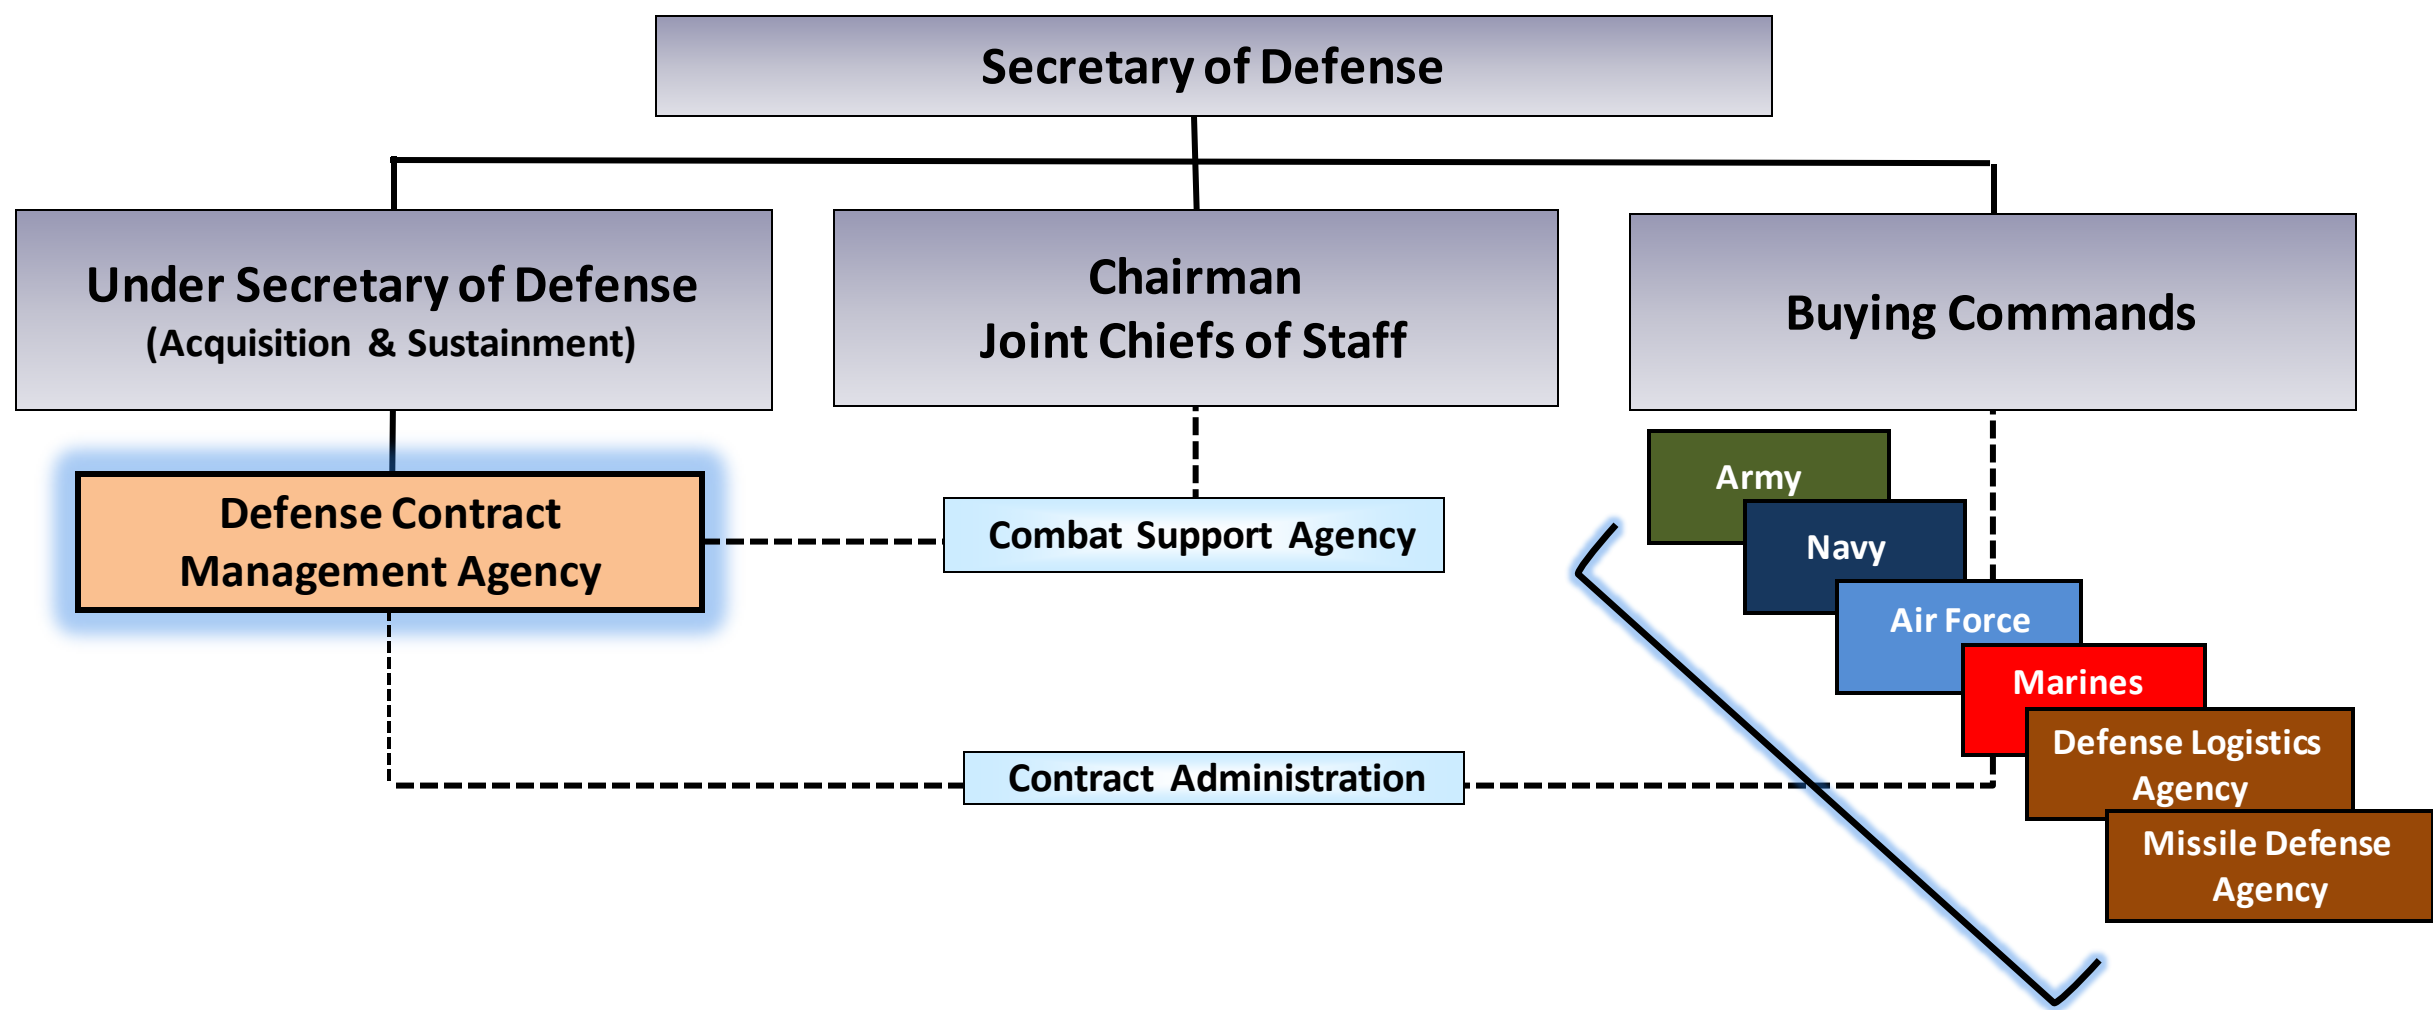 Secretary of Defense
Under Secretary of Defense
(Acquisition & Sustainment)
Chairman
Joint Chiefs of Staff
Buying Commands
Defense Contract
Management Agency
Combat Support Agency
Contract Administration
Army
Navy
Air Force
Marines
Defense Logistics
Agency
Missile Defense
Agency